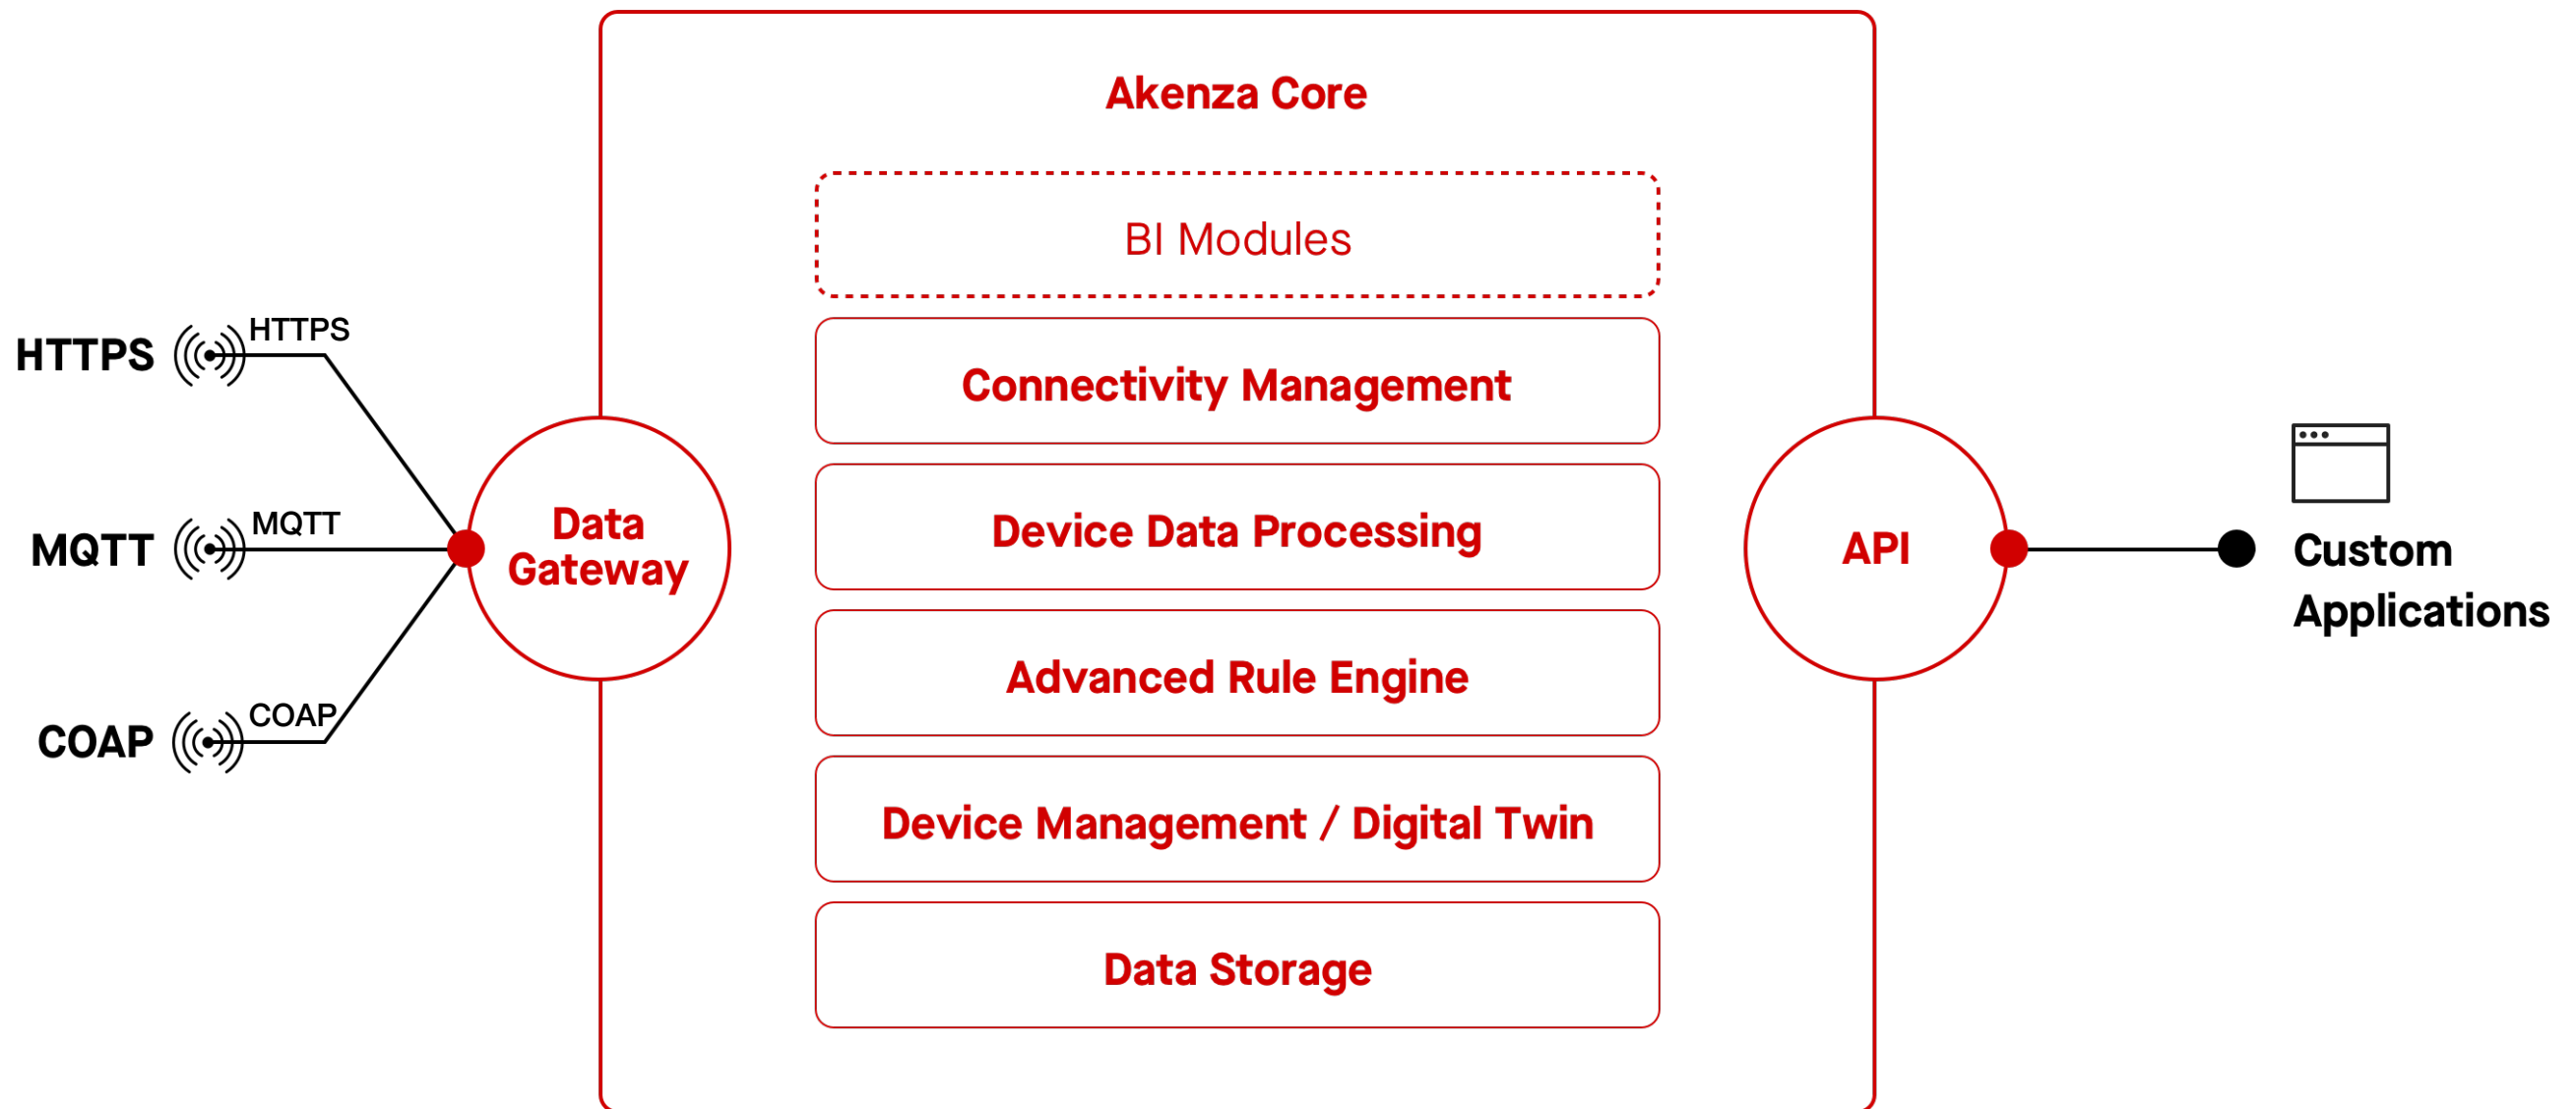 Akenza Core
BI Modules
HTTPS
HTTPS
Connectivity Management
MQTT
MQTT
Data
Gateway
Device Data Processing
API
Custom
Applications
Advanced Rule Engine
COAP
COAP
Device Management / Digital Twin
Data Storage